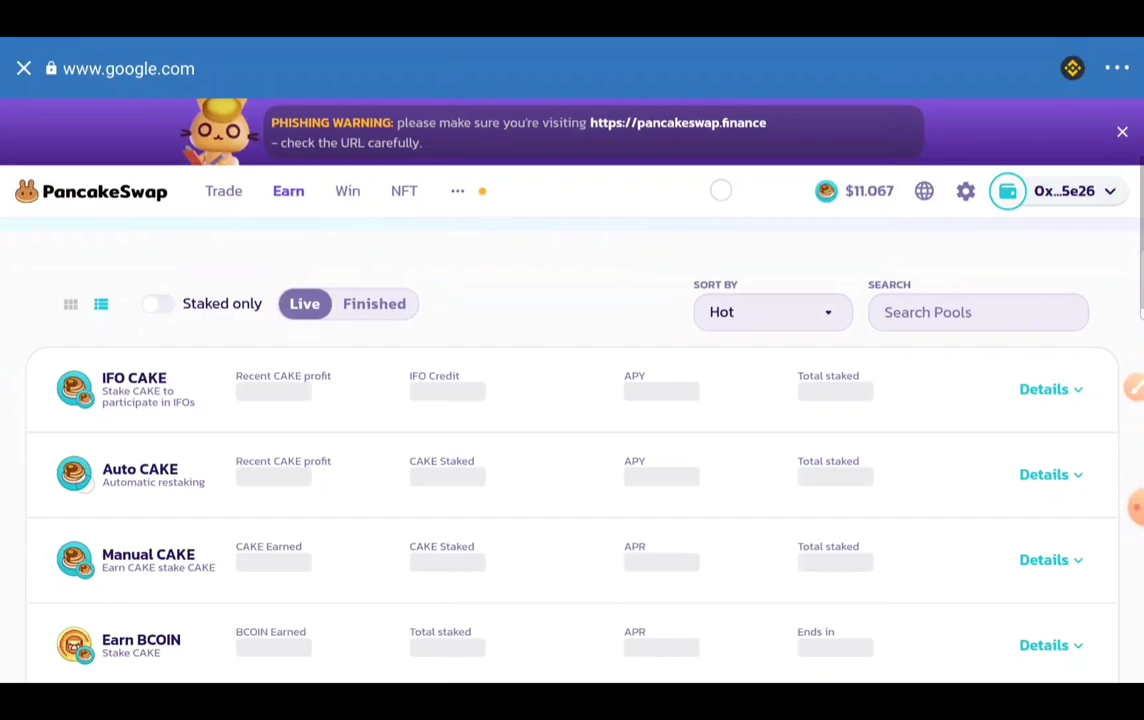 www.google.com
PHISHING WARNING: please make sure you're visiting https://pancakeswap.finance
- check the URL carefully.
PancakeSwap Trade Earn Win NFT $11.067 0x...5e26
SORT BY SEARCH
Staked only Live Finished Hot Search Pools
IFO CAKE
Stake CAKE to
participate in IFOs
Recent CAKE profit IFO Credit APY Total staked
Details
Auto CAKE
Automatic restaking
Recent CAKE profit CAKE Staked APY Total staked
Details
Manual CAKE
Earn CAKE stake CAKE
CAKE Earned CAKE Staked APR Total staked
Details
Earn BCOIN
Stake CAKE
BCOIN Earned Total staked APR Ends in
Details